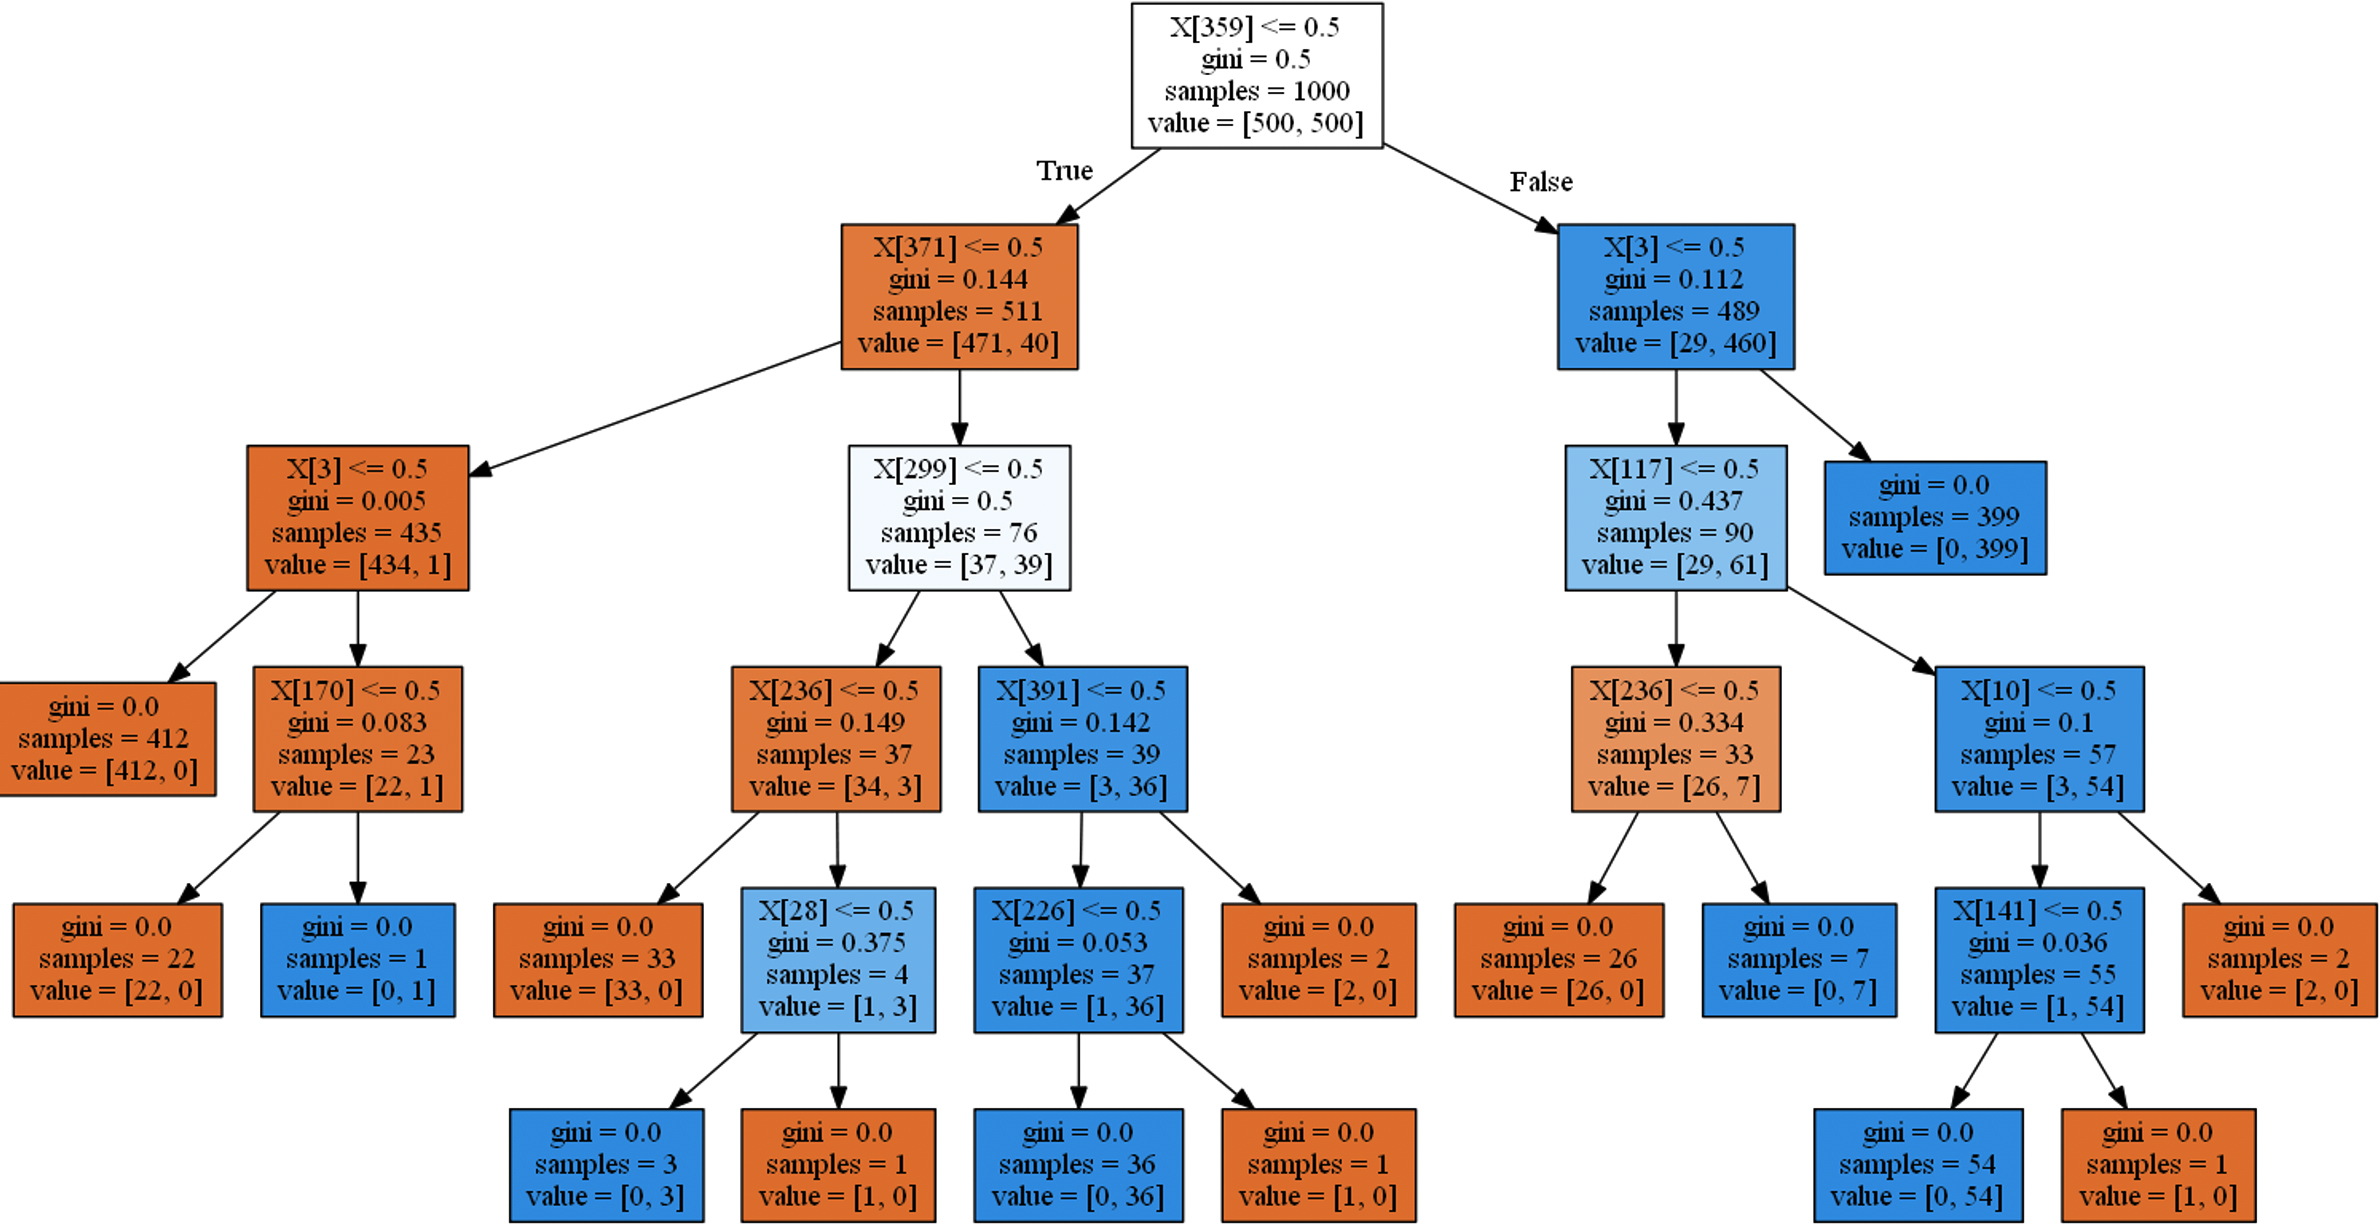 X[359] <= 0.5
gini = 0.5
samples = 1000
value = [500, 500]
True
False
X[371] <= 0.5
gini = 0.144
samples = 511
value = [471, 40]
X[3] <= 0.5
gini = 0.112
samples = 489
value = [29, 460]
X[3] <= 0.5
gini = 0.005
samples = 435
value = [434, 1]
X[299] <= 0.5
gini = 0.5
samples = 76
value = [37, 39]
X[117] <= 0.5
gini = 0.437
samples = 90
value = [29, 61]
gini = 0.0
samples = 399
value = [0, 399]
gini = 0.0
samples = 412
value = [412, 0]
X[170] <= 0.5
gini = 0.083
samples = 23
value = [22, 1]
X[236] <= 0.5
gini = 0.149
samples = 37
value = [34, 3]
X[391] <= 0.5
gini = 0.142
samples = 39
value = [3, 36]
X[236] <= 0.5
gini = 0.334
samples = 33
value = [26, 7]
X[10] <= 0.5
gini = 0.1
samples = 57
value = [3, 54]
gini = 0.0
samples = 22
value = [22, 0]
gini = 0.0
samples = 1
value = [0, 1]
gini = 0.0
samples = 33
value = [33, 0]
X[28] <= 0.5
gini = 0.375
samples = 4
value = [1, 3]
X[226] <= 0.5
gini = 0.053
samples = 37
value = [1, 36]
gini = 0.0
samples = 2
value = [2, 0]
gini = 0.0
samples = 26
value = [26, 0]
gini = 0.0
samples = 7
value = [0, 7]
X[141] <= 0.5
gini = 0.036
samples = 55
value = [1, 54]
gini = 0.0
samples = 2
value = [2, 0]
gini = 0.0
samples = 3
value = [0, 3]
gini = 0.0
samples = 1
value = [1, 0]
gini = 0.0
samples = 36
value = [0, 36]
gini = 0.0
samples = 1
value = [1, 0]
gini = 0.0
samples = 54
value = [0, 54]
gini = 0.0
samples = 1
value = [1, 0]